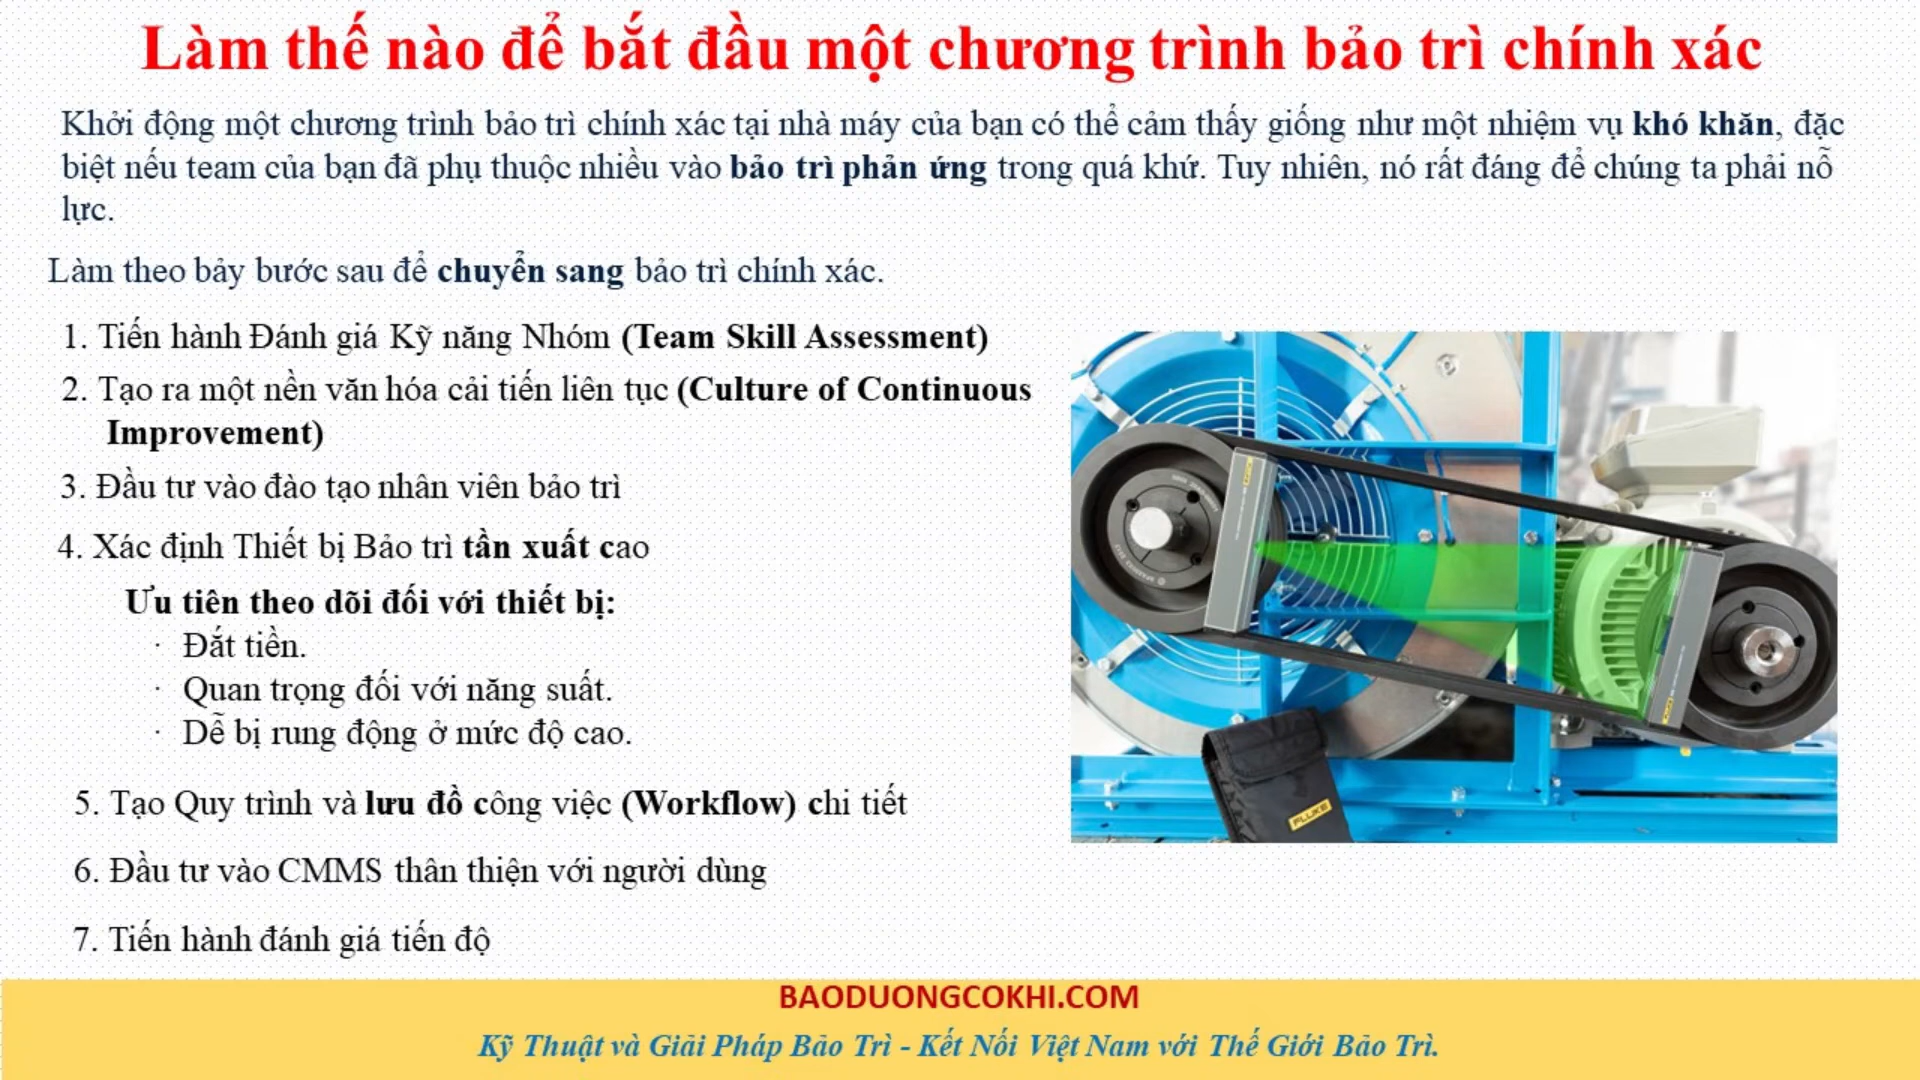 Làm thế nào để bắt đầu một chương trình bảo trì chính xác
Khởi động một chương trình bảo trì chính xác tại nhà máy của bạn có thể cảm thấy giống như một nhiệm vụ khó khăn, đặc
biệt nếu team của bạn đã phụ thuộc nhiều vào bảo trì phản ứng trong quá khứ. Tuy nhiên, nó rất đáng để chúng ta phải nỗ
lực.
Làm theo bảy bước sau để chuyển sang bảo trì chính xác.
1. Tiến hành Đánh giá Kỹ năng Nhóm (Team Skill Assessment)
2. Tạo ra một nền văn hóa cải tiến liên tục (Culture of Continuous
Improvement)
3. Đầu tư vào đào tạo nhân viên bảo trì
4. Xác định Thiết bị Bảo trì tần xuất cao
Ưu tiên theo dõi đối với thiết bị:
· Đắt tiền.
· Quan trọng đối với năng suất.
· Dễ bị rung động ở mức độ cao.
5. Tạo Quy trình và lưu đồ công việc (Workflow) chi tiết
6. Đầu tư vào CMMS thân thiện với người dùng
7. Tiến hành đánh giá tiến độ
FLUKE
BAODUONGCOKHI.COM
Kỹ Thuật và Giải Pháp Bảo Trì - Kết Nối Việt Nam với Thế Giới Bảo Trì.